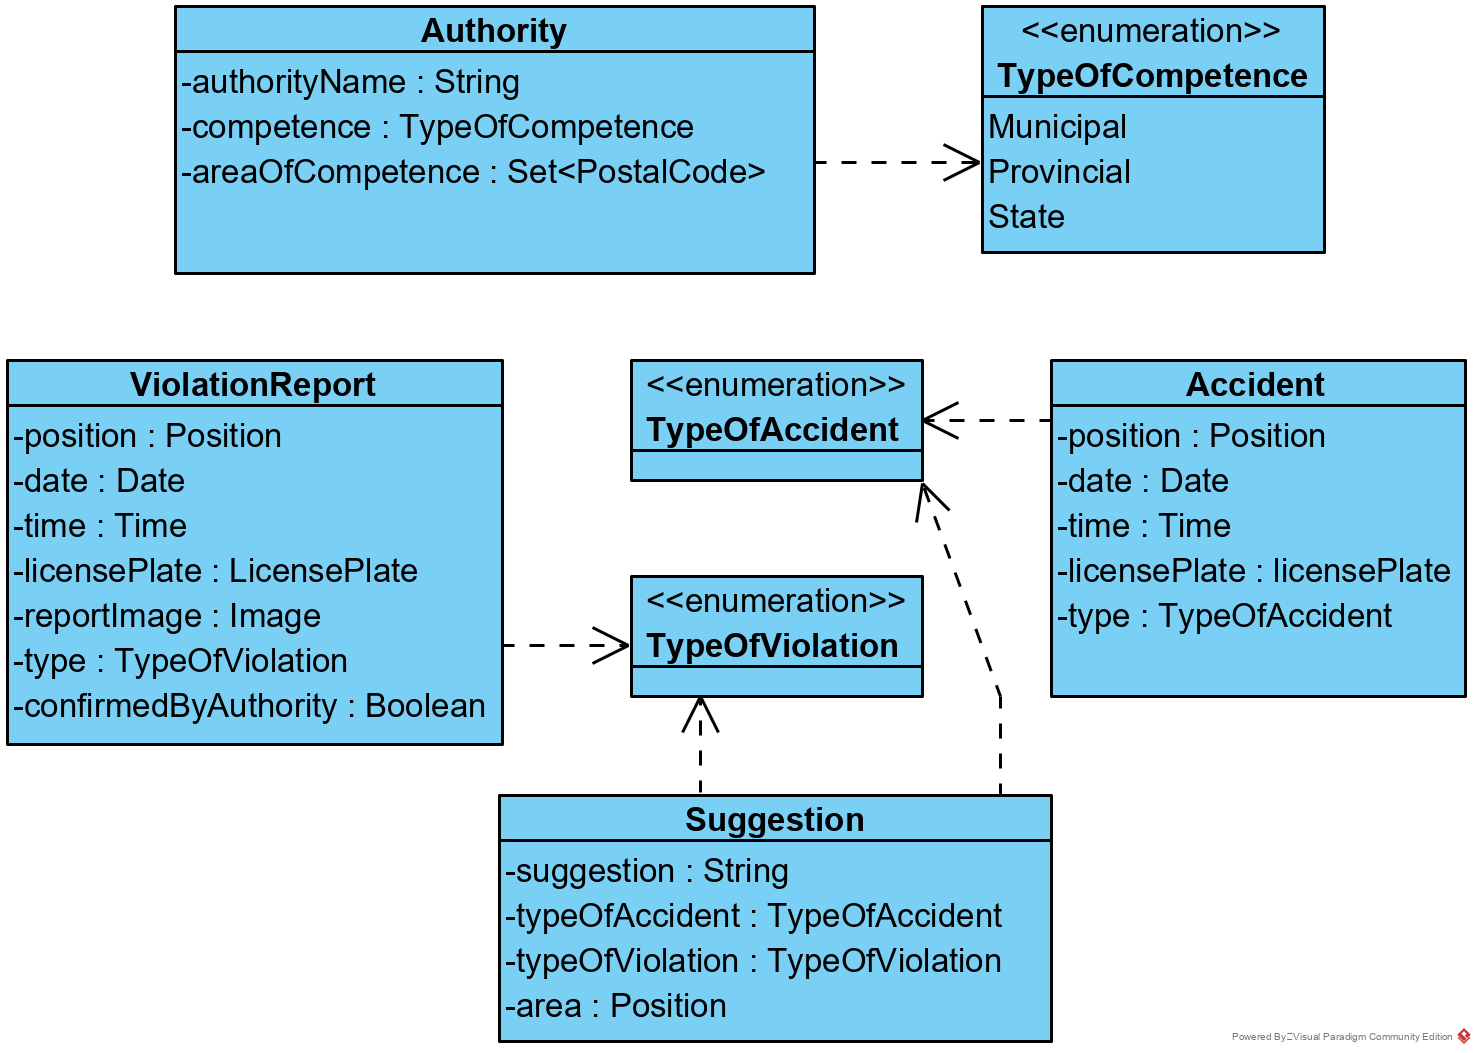 Authority
-authorityName : String
-competence : TypeOfCompetence
-areaOfCompetence : Set<PostalCode>
<<enumeration>>
TypeOfCompetence
Municipal
Provincial
State
ViolationReport
-position : Position
-date : Date
-time : Time
-licensePlate : LicensePlate
-reportImage : Image
-type : TypeOfViolation
-confirmedByAuthority : Boolean
<<enumeration>>
TypeOfAccident
<<enumeration>>
TypeOfViolation
Accident
-position : Position
-date : Date
-time : Time
-licensePlate : licensePlate
-type : TypeOfAccident
Suggestion
-suggestion : String
-typeOfAccident : TypeOfAccident
-typeOfViolation : TypeOfViolation
-area : Position
Powered By Visual Paradigm Community Edition